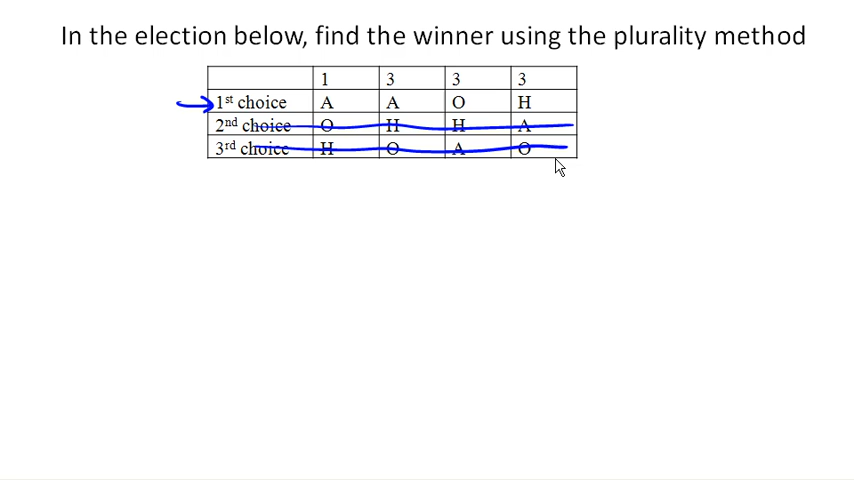 In the election below, find the winner using the plurality method
1 3 3 3
1st choice A A O H
2nd choice O H H A
3rd choice H O A O